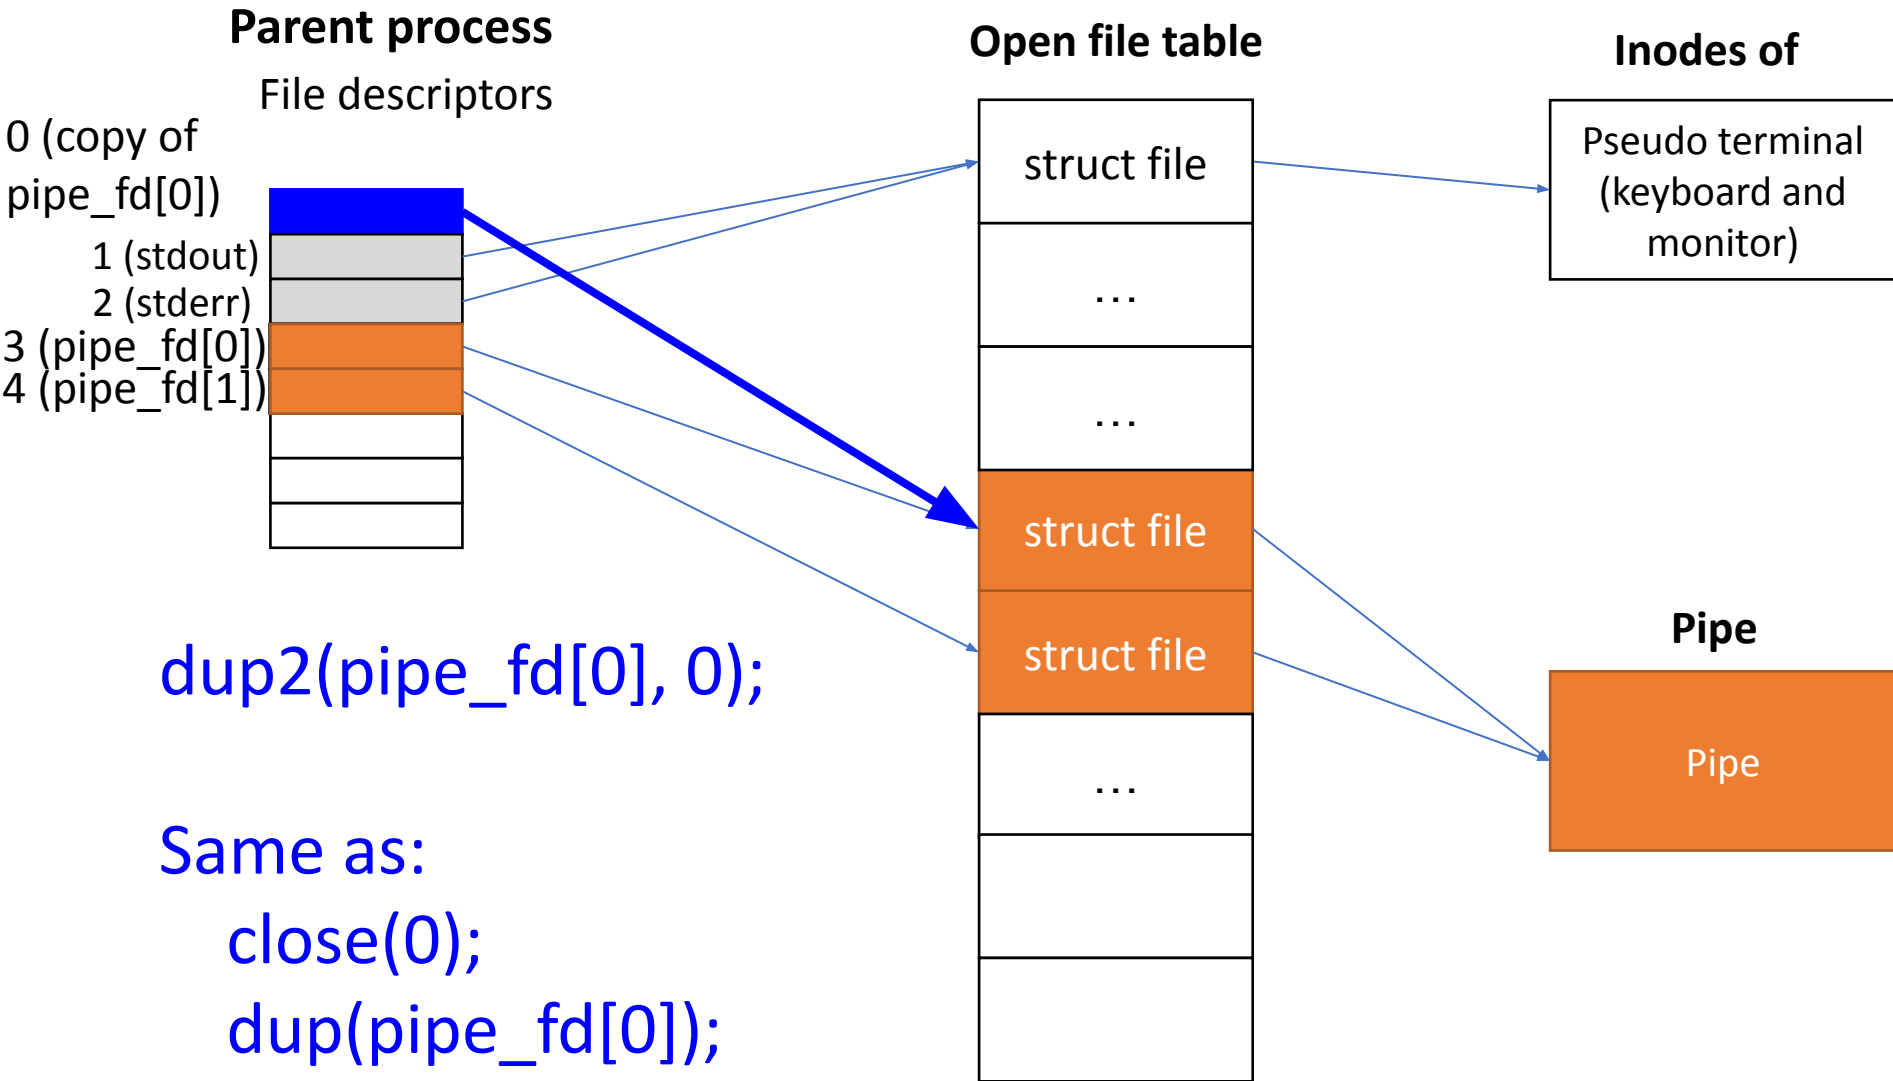 Parent process
File descriptors
0 (copy of
pipe_fd[0])
1 (stdout)
2 (stderr)
3 (pipe_fd[0])
4 (pipe_fd[1])
dup2(pipe_fd[0], 0);
Same as:
close(0);
dup(pipe_fd[0]);
Open file table
struct file
...
...
struct file
struct file
...
Inodes of
Pseudo terminal
(keyboard and
monitor)
Pipe
Pipe